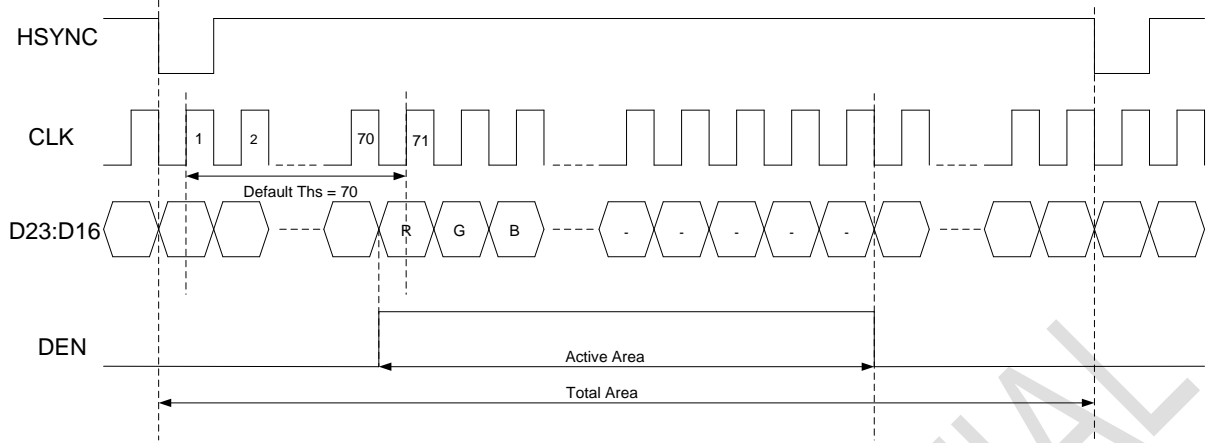 HSYNC
CLK
1
2
70
71
Default Ths = 70
D23:D16
R
G
B
-
-
-
-
-
DEN
Active Area
Total Area